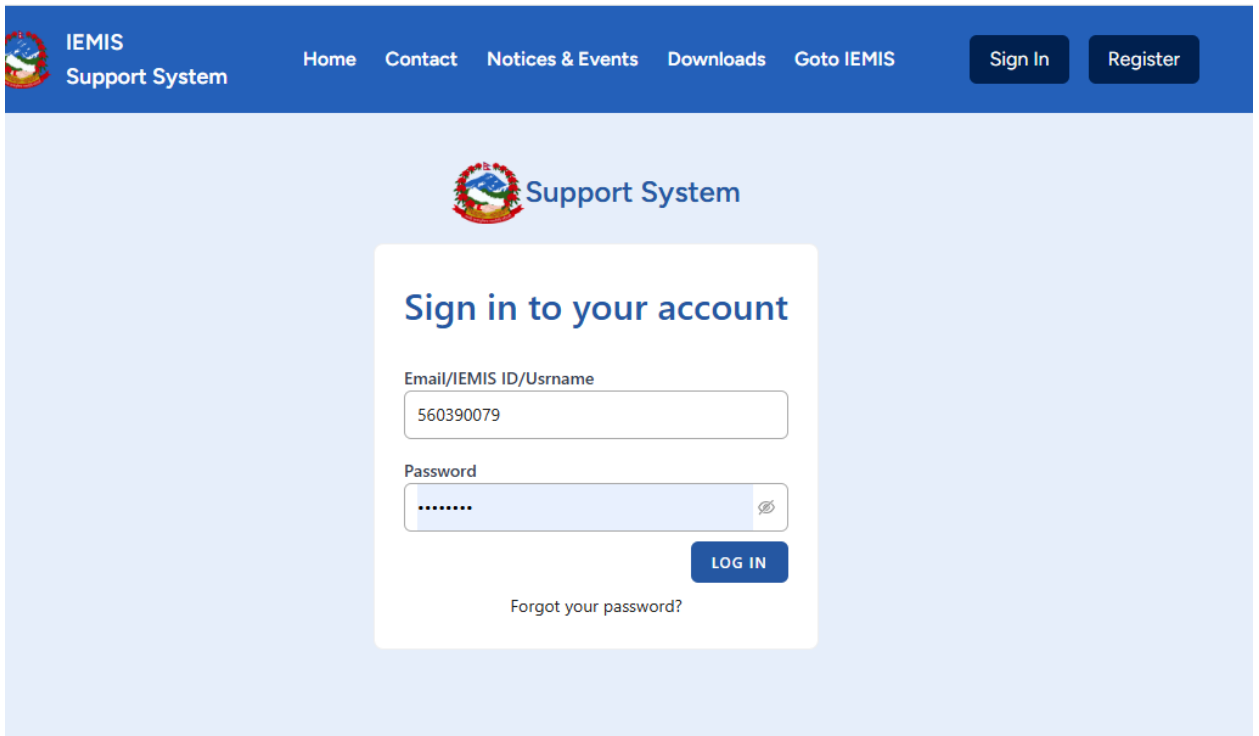 IEMIS
Support System
Home Contact Notices & Events Downloads Goto IEMIS Sign In Register
Support System
Sign in to your account
Email/IEMIS ID/Usrname
560390079
Password
••••••••
LOG IN
Forgot your password?